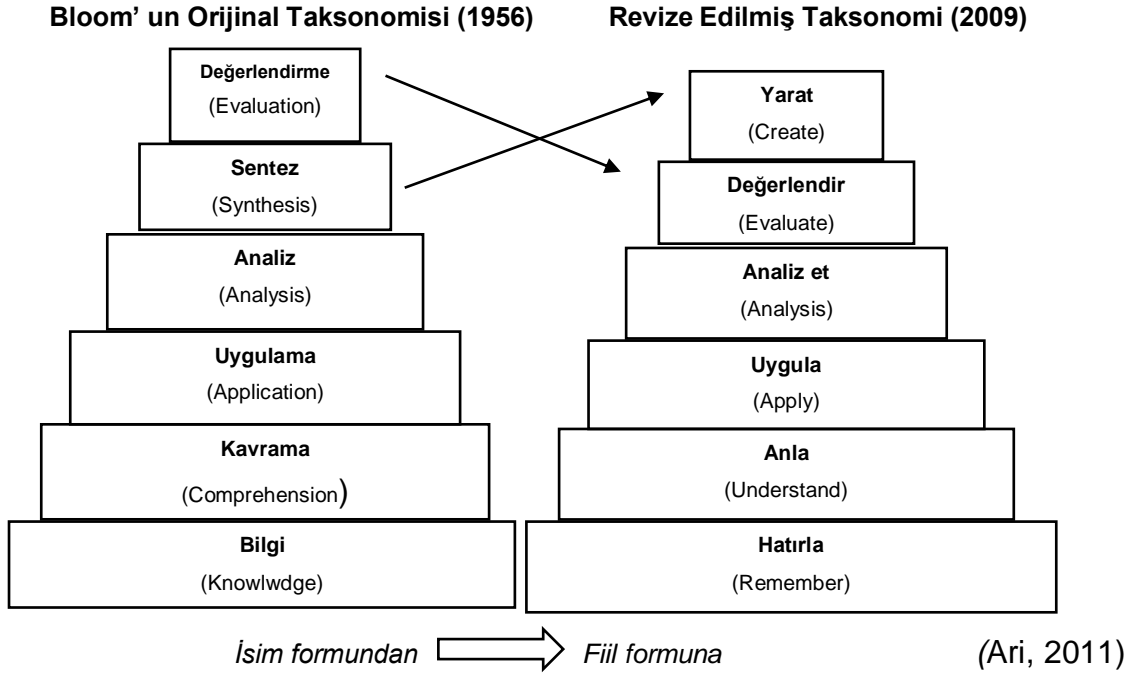 Bloom’ un Orijinal Taksonomisi (1956)
Değerlendirme
(Evaluation)
Sentez
(Synthesis)
Analiz
(Analysis)
Uygulama
(Application)
Kavrama
(Comprehension)
Bilgi
(Knowlwdge)
Revize Edilmiş Taksonomi (2009)
Yarat
(Create)
Değerlendir
(Evaluate)
Analiz et
(Analysis)
Uygula
(Apply)
Anla
(Understand)
Hatırla
(Remember)
İsim formundan Fiil formuna
(Ari, 2011)